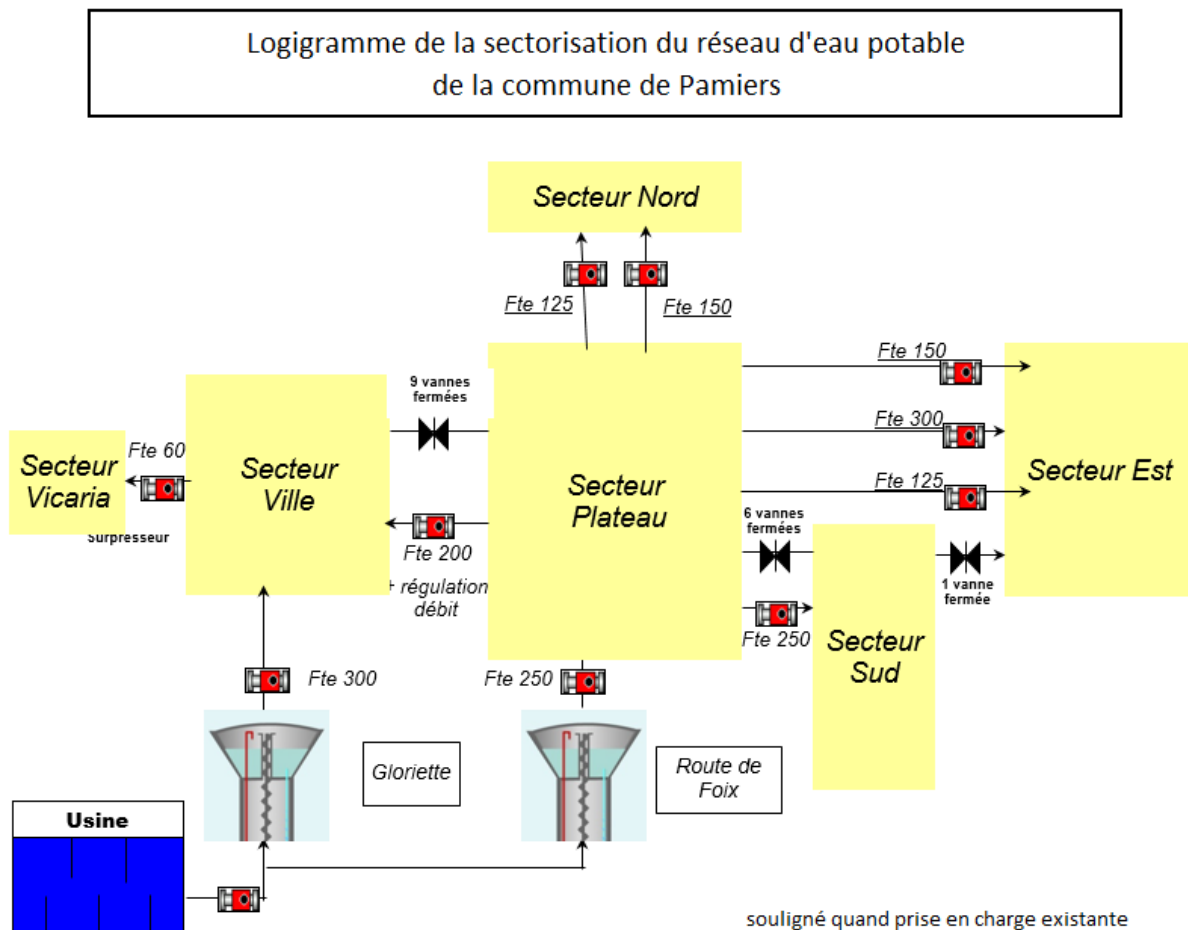 Logigramme de la sectorisation du réseau d'eau potable
de la commune de Pamiers
Secteur Nord
Fte 125
Fte 150
Fte 150
9 vannes
fermées
Fte 300
Fte 60
Secteur
Vicaria
Secteur
Ville
Secteur
Plateau
Secteur Est
Fte 125
Surpresseur
6 vannes
fermées
Fte 200
+ régulation
débit
1 vanne
fermée
Fte 250
Secteur
Sud
Fte 300
Fte 250
Gloriette
Route de
Foix
Usine
souligné quand prise en charge existante